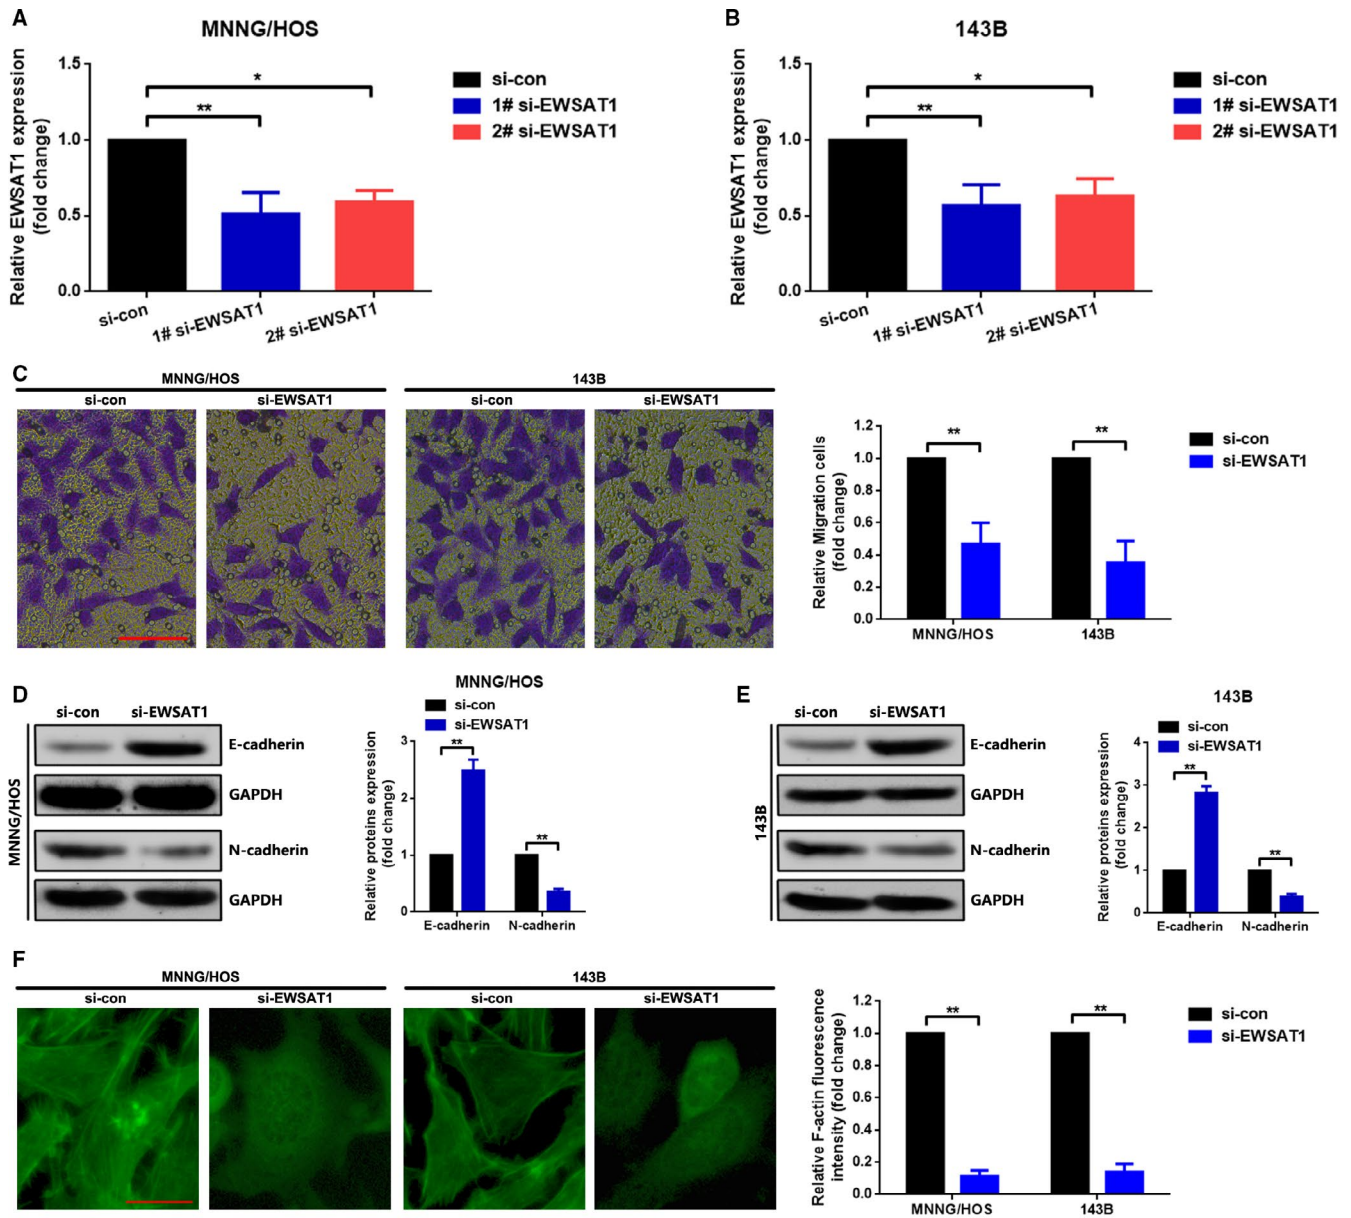 A
MNNG/HOS
Relative EWSAT1 expression
(fold change)
1.5
1.0
0.5
0.0
*
**
si-con
1# si-EWSAT1
2# si-EWSAT1
si-con
1# si-EWSAT1
2# si-EWSAT1
B
143B
Relative EWSAT1 expression
(fold change)
1.5
1.0
0.5
0.0
*
**
si-con
1# si-EWSAT1
2# si-EWSAT1
si-con
1# si-EWSAT1
2# si-EWSAT1
C
MNNG/HOS
143B
si-con
si-EWSAT1
si-con
si-EWSAT1
Relative Migration cells
(fold change)
1.2
1.0
0.8
0.6
0.4
0.2
0.0
**
**
MNNG/HOS
143B
si-con
si-EWSAT1
D
MNNG/HOS
si-con
si-EWSAT1
E-cadherin
GAPDH
N-cadherin
GAPDH
MNNG/HOS
si-con
si-EWSAT1
Relative proteins expression
(fold change)
3
2
1
0
**
**
E-cadherin
N-cadherin
E
143B
si-con
si-EWSAT1
E-cadherin
GAPDH
N-cadherin
GAPDH
143B
si-con
si-EWSAT1
Relative proteins expression
(fold change)
4
3
2
1
0
**
**
E-cadherin
N-cadherin
F
MNNG/HOS
143B
si-con
si-EWSAT1
si-con
si-EWSAT1
Relative F-actin fluorescence
intensity (fold change)
1.2
1.0
0.8
0.6
0.4
0.2
0.0
**
**
MNNG/HOS
143B
si-con
si-EWSAT1